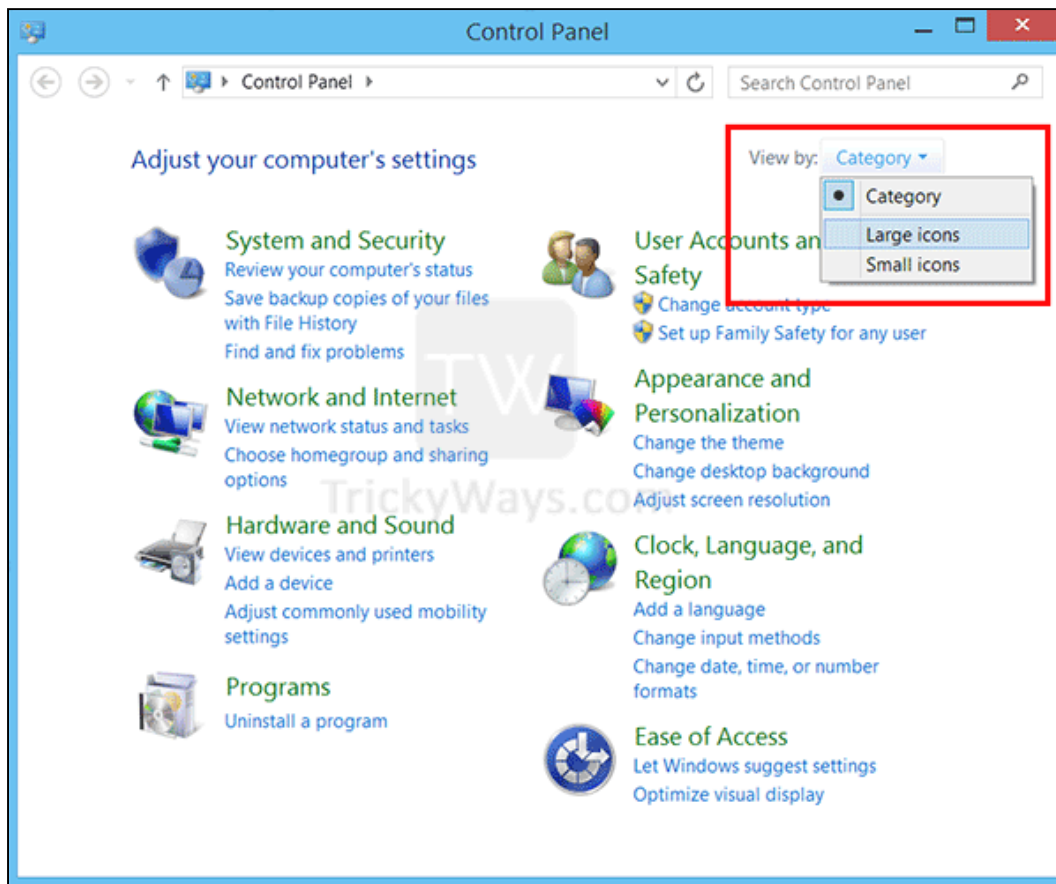 Control Panel
Control Panel
Search Control Panel
Adjust your computer's settings
View by: Category
Category
Large icons
Small icons
System and Security
Review your computer's status
Save backup copies of your files
with File History
Find and fix problems
Network and Internet
View network status and tasks
Choose homegroup and sharing
options
Hardware and Sound
View devices and printers
Add a device
Adjust commonly used mobility
settings
Programs
Uninstall a program
User Accounts an
Safety
Change account type
Set up Family Safety for any user
Appearance and
Personalization
Change the theme
Change desktop background
Adjust screen resolution
Clock, Language, and
Region
Add a language
Change input methods
Change date, time, or number
formats
Ease of Access
Let Windows suggest settings
Optimize visual display
TW
TrickyWays.com